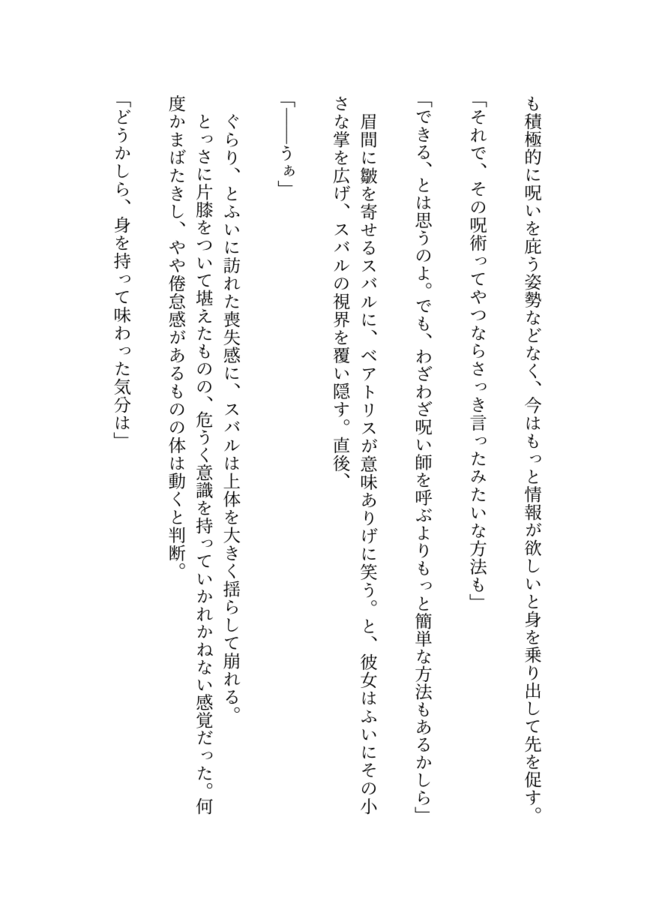 も積極的に呪いを庇う姿勢などなく、今はもっと情報が欲しいと身を乗り出して先を促す。
「それで、その呪術ってやつならさっき言ったみたいな方法も」
「できる、とは思うのよ。でも、わざわざ呪い師を呼ぶよりもっと簡単な方法もあるかしら」
眉間に皺を寄せるスバルに、ベアトリスが意味ありげに笑う。と、彼女はふいにその小
さな掌を広げ、スバルの視界を覆い隠す。直後、
「――うぁ」
ぐらり、とふいに訪れた喪失感に、スバルは上体を大きく揺らして崩れる。
とっさに片膝をついて堪えたものの、危うく意識を持っていかれかねない感覚だった。何
度かまばたきし、やや倦怠感があるものの体は動くと判断。
「どうかしら、身を持って味わった気分は」